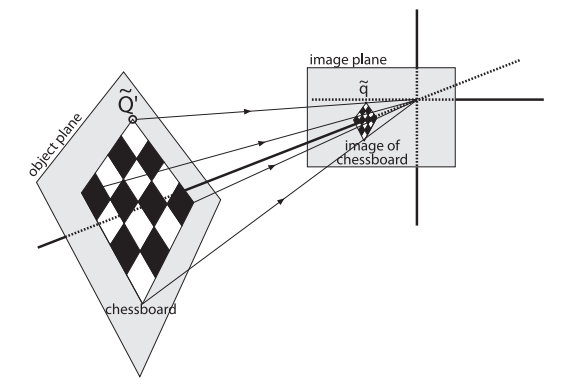 image plane
q̃
Q̃'
object plane
image of
chessboard
chessboard